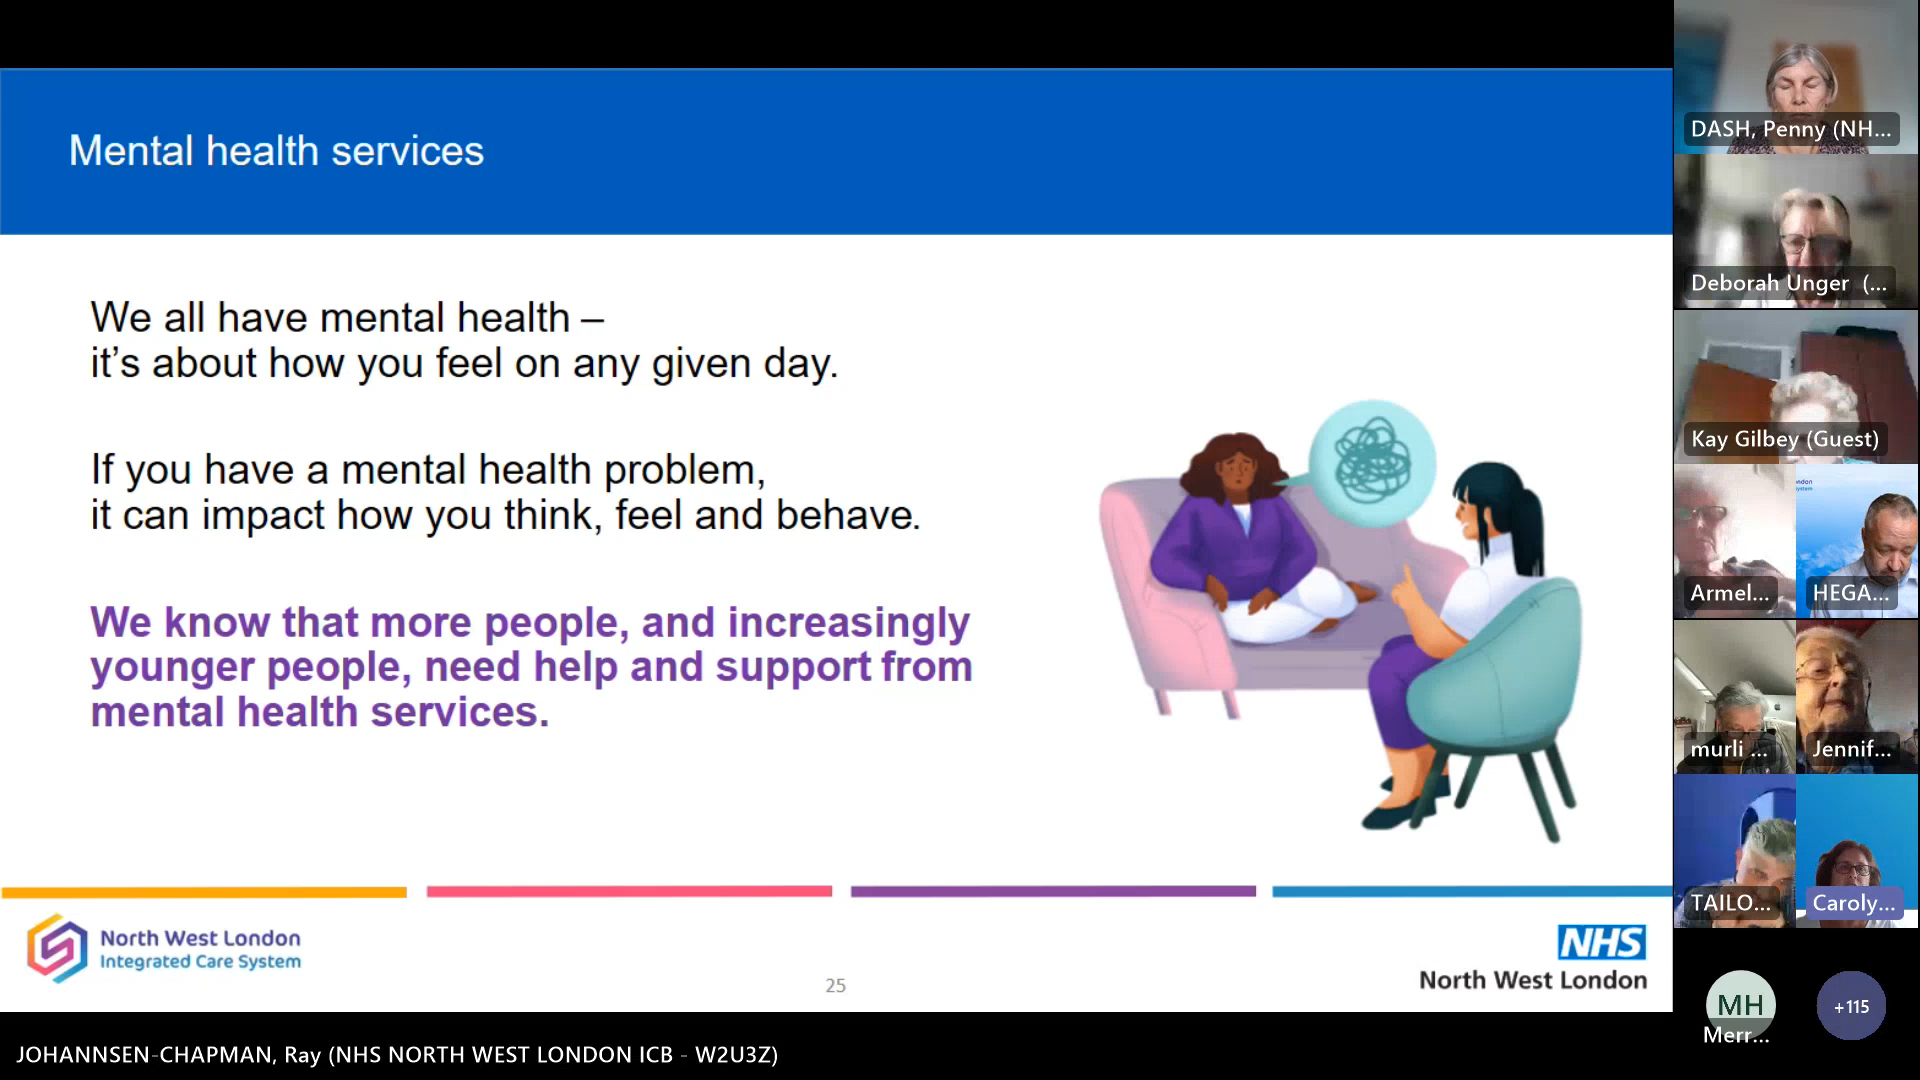 Mental health services
We all have mental health –
it’s about how you feel on any given day.
If you have a mental health problem,
it can impact how you think, feel and behave.
We know that more people, and increasingly
younger people, need help and support from
mental health services.
North West London
Integrated Care System
25
NHS
North West London
JOHANNSEN-CHAPMAN, Ray (NHS NORTH WEST LONDON ICB - W2U3Z)
DASH, Penny (NH...
Deborah Unger (...
Kay Gilbey (Guest)
Armel...
HEGA...
murli ...
Jennif...
TAILO...
Caroly...
MH
Merr...
+115